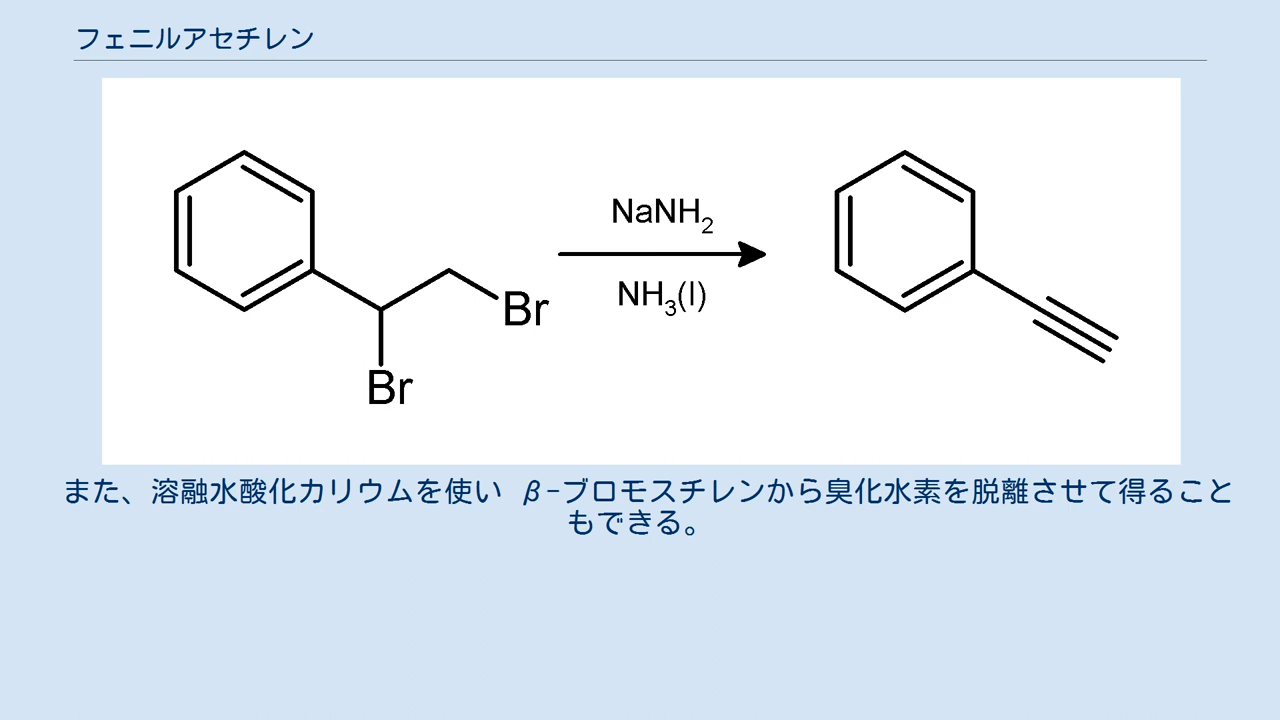 フェニルアセチレン
NaNH₂
NH₃(l)
Br
Br
また、溶融水酸化カリウムを使い β-ブロモスチレンから臭化水素を脱離させて得ること
もできる。